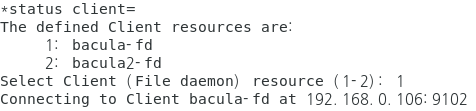 *status client=
The defined Client resources are:
1: bacula-fd
2: bacula2-fd
Select Client (File daemon) resource (1-2): 1
Connecting to Client bacula-fd at 192.168.0.106:9102